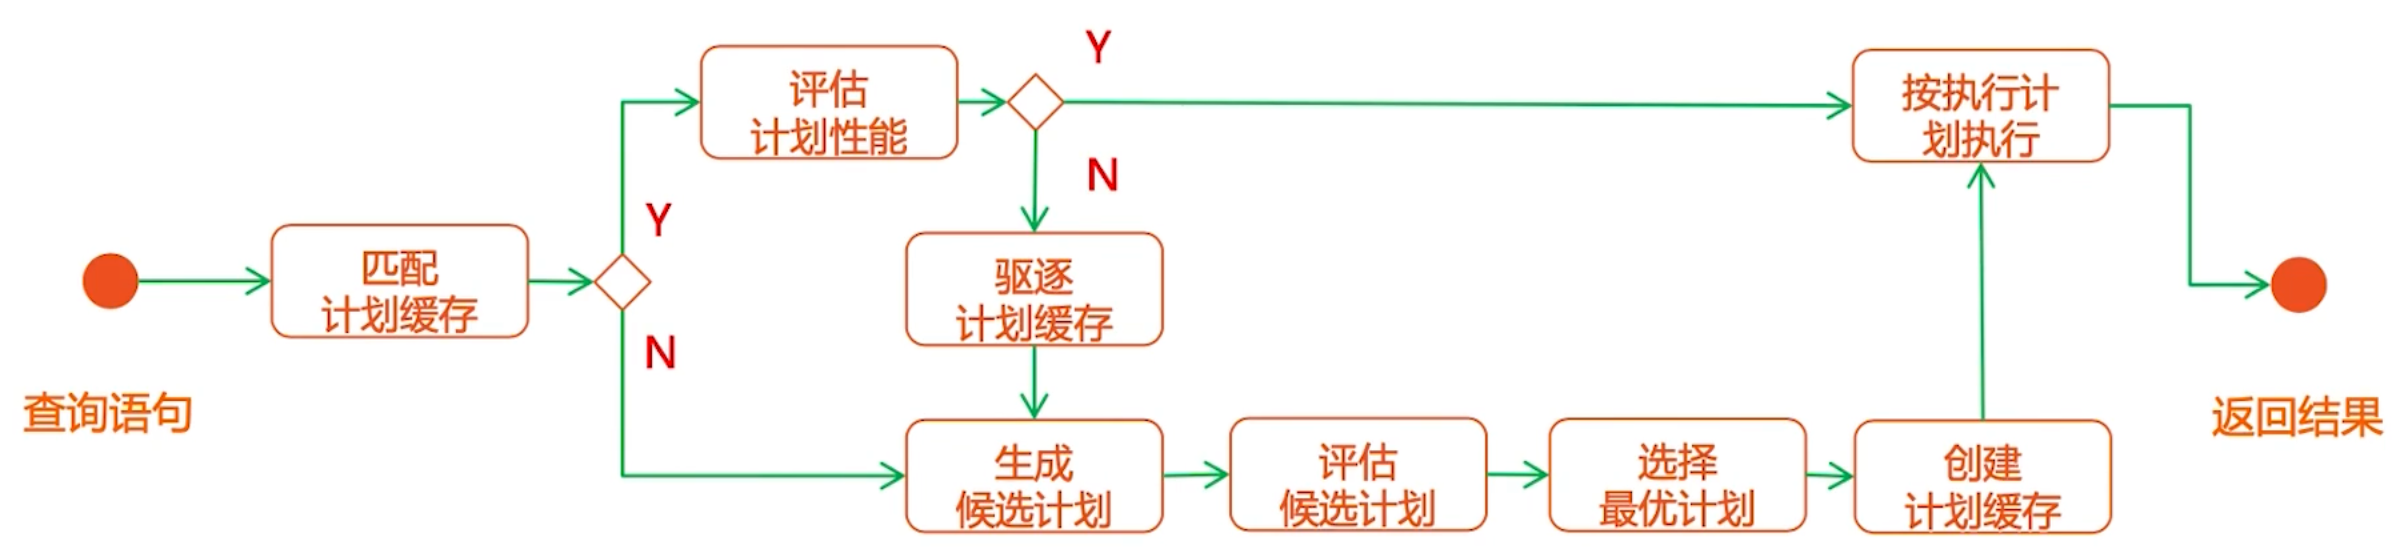 查询语句
匹配
计划缓存
Y
N
评估
计划性能
Y
N
驱逐
计划缓存
生成
候选计划
评估
候选计划
选择
最优计划
创建
计划缓存
按执行计
划执行
返回结果